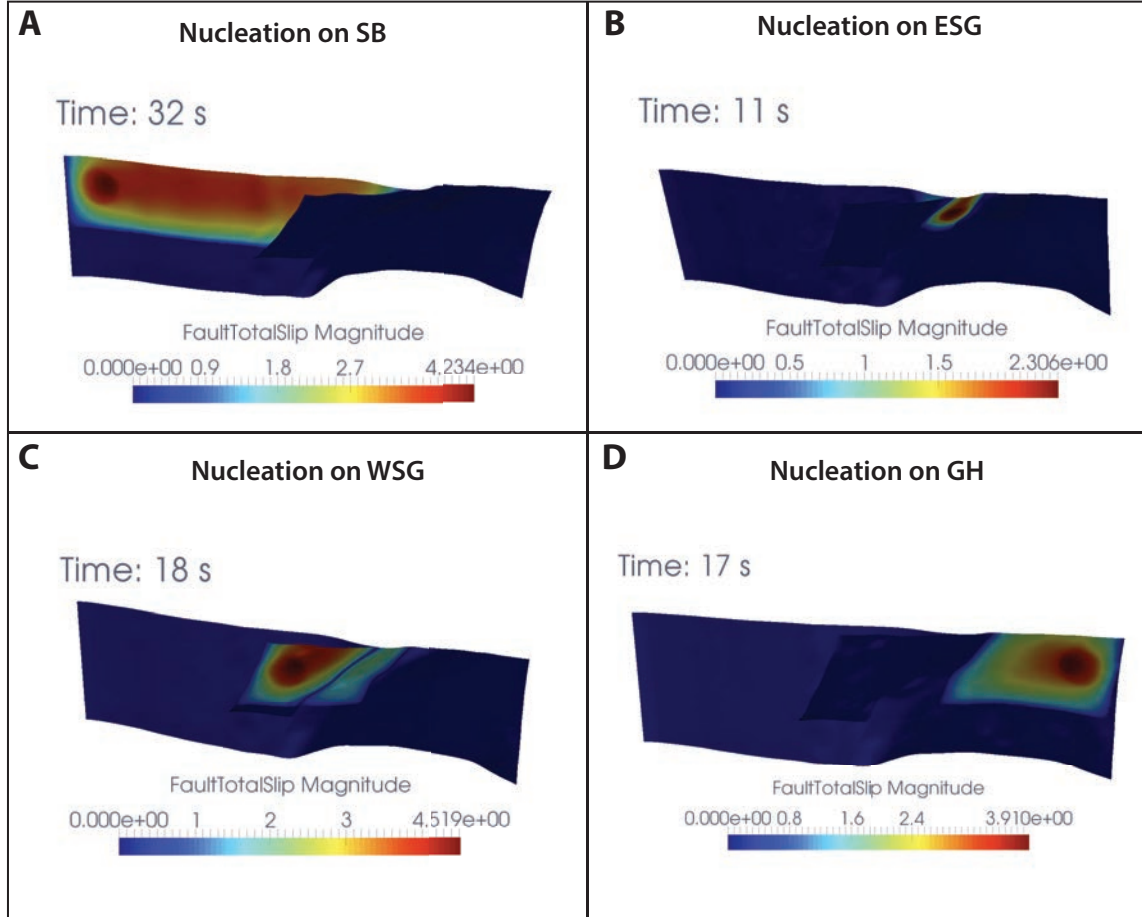 A
Nucleation on SB
Time: 32 s
FaultTotalSlip Magnitude
0.000e+00 0.9 1.8 2.7 4.234e+00
B
Nucleation on ESG
Time: 11 s
FaultTotalSlip Magnitude
0.000e+00 0.5 1 1.5 2.306e+00
C
Nucleation on WSG
Time: 18 s
FaultTotalSlip Magnitude
0.000e+00 1 2 3 4.519e+00
D
Nucleation on GH
Time: 17 s
FaultTotalSlip Magnitude
0.000e+00 0.8 1.6 2.4 3.910e+00